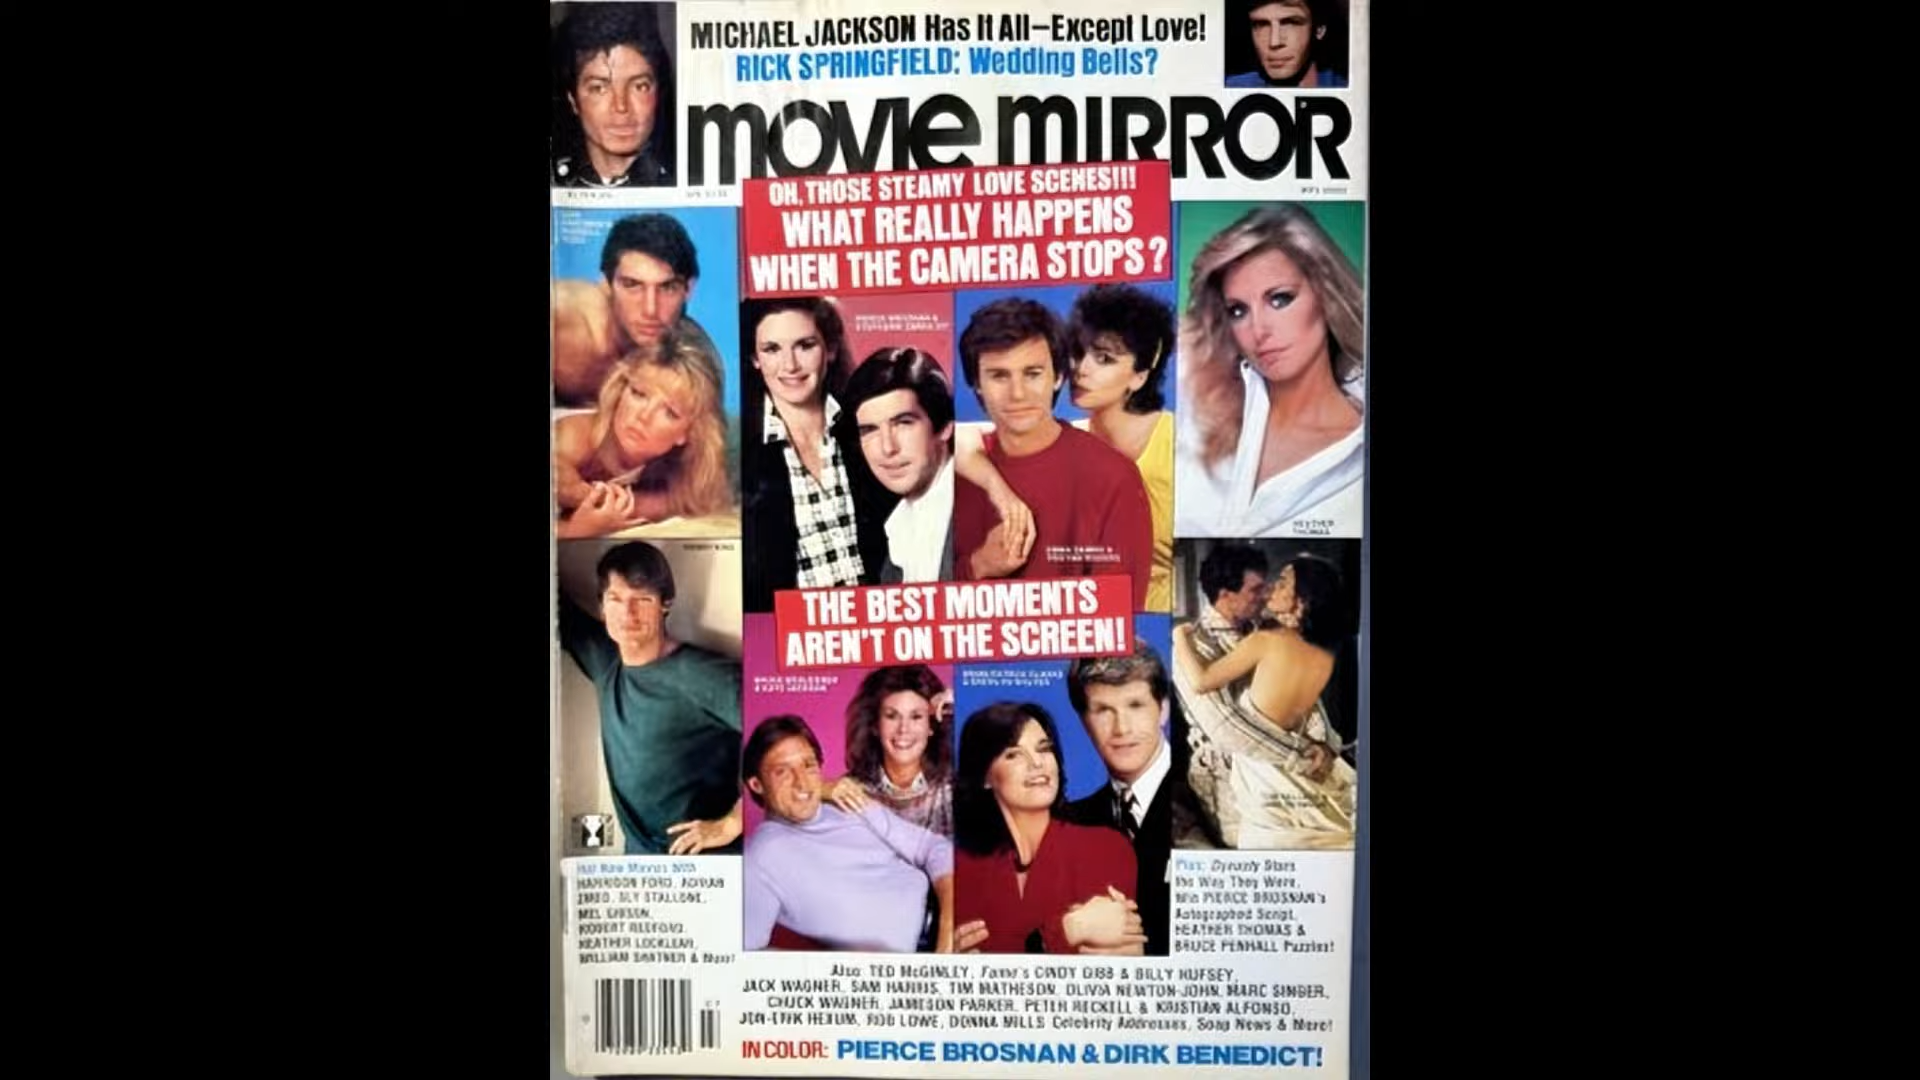 MICHAEL JACKSON Has It All—Except Love!
RICK SPRINGFIELD: Wedding Bells?
movie mIRROR
OH, THOSE STEAMY LOVE SCENES!!!
WHAT REALLY HAPPENS
WHEN THE CAMERA STOPS?
HEATHER
THOMAS
THE BEST MOMENTS
AREN'T ON THE SCREEN!
HARRISON FORD, ADRIAN
ZMED, SLY STALLONE,
MEL GIBSON,
ROBERT REDFORD,
HEATHER LOCKLEAR,
WILLIAM SHATNER & More!
Plus: Dynasty Stars
the Way They Were,
Win PIERCE BROSNAN's
Autographed Script,
HEATHER THOMAS &
BRUCE PENHALL Puzzles!
Also: TED McGINLEY, Fame's CINDY GIBB & BILLY HUFSEY,
JACK WAGNER, SAM HARRIS, TIM MATHESON, OLIVIA NEWTON-JOHN, MARC SINGER,
CHUCK WAGNER, JAMESON PARKER, PETER RECKELL & KRISTIAN ALFONSO,
JON-ERIK HEXUM, ROB LOWE, DONNA MILLS Celebrity Addresses, Soap News & More!
IN COLOR: PIERCE BROSNAN & DIRK BENEDICT!